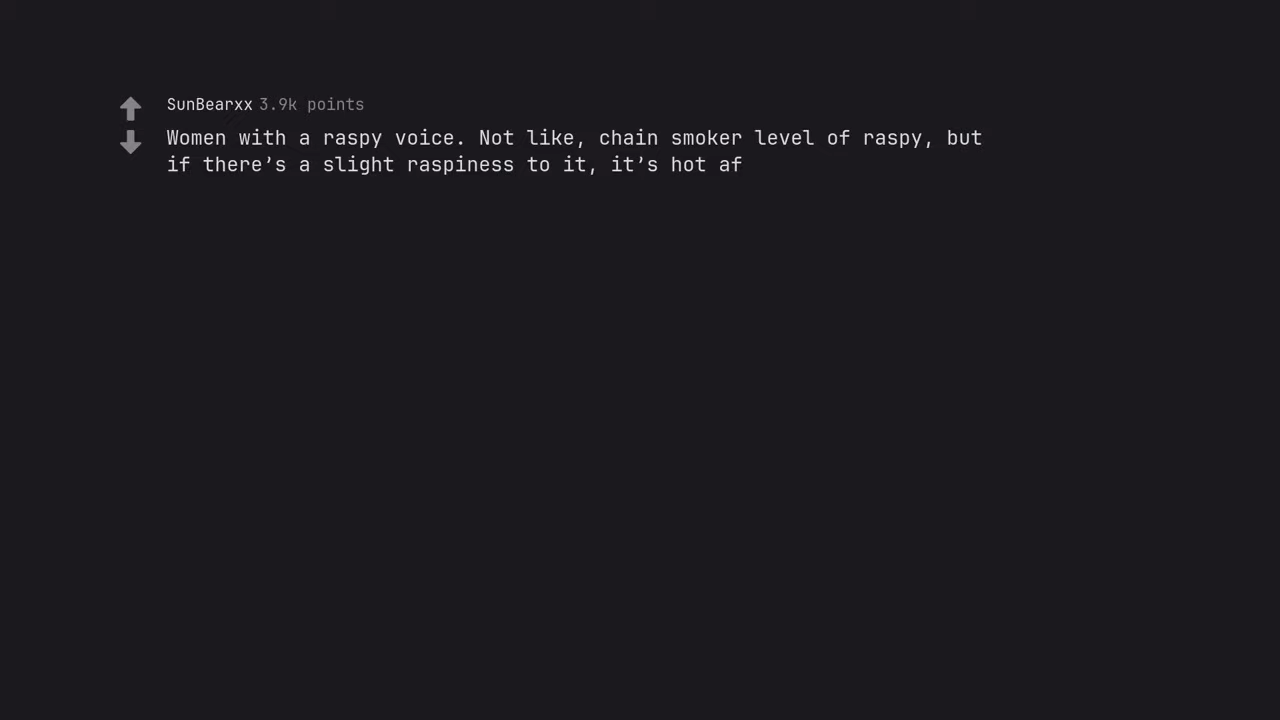 SunBearxx 3.9k points
Women with a raspy voice. Not like, chain smoker level of raspy, but
if there’s a slight raspiness to it, it’s hot af